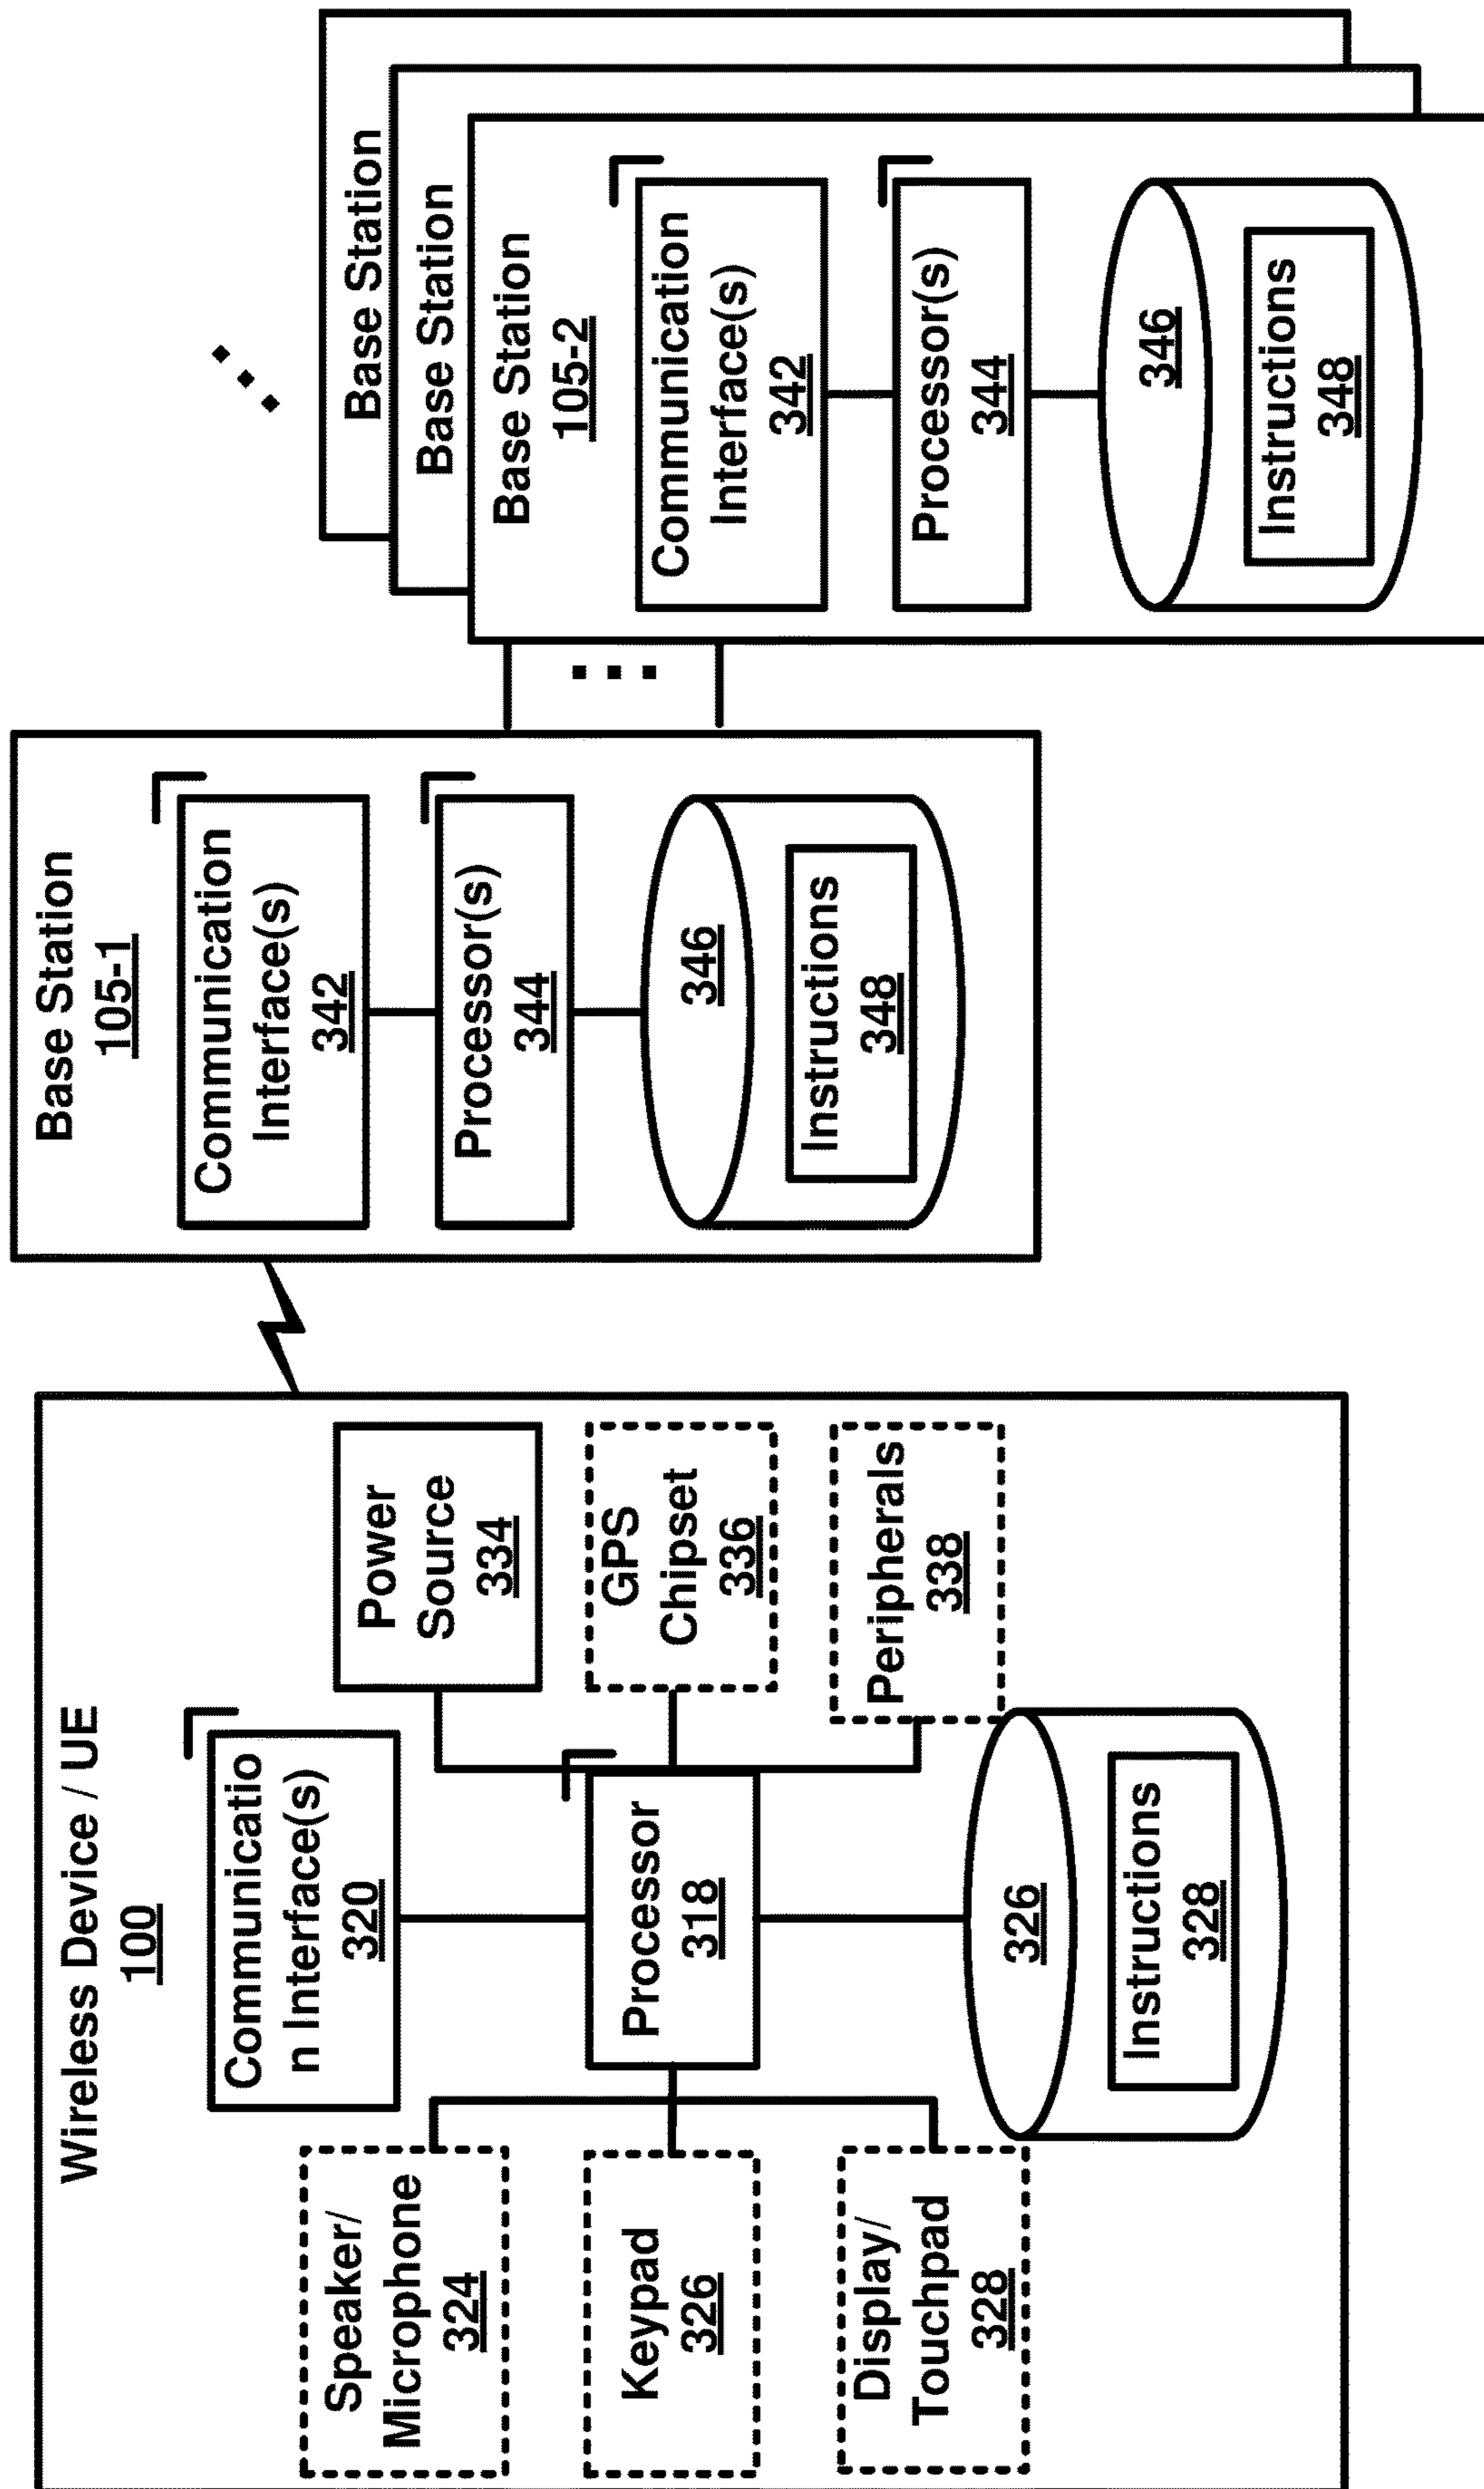 Wireless Device / UE
100
Communicatio
n Interface(s)
320
Speaker/
Microphone
324
Keypad
326
Display/
Touchpad
328
Processor
318
Power
Source
334
GPS
Chipset
336
Peripherals
338
326
Instructions
328
Base Station
105-1
Communication
Interface(s)
342
Processor(s)
344
346
Instructions
348
Base Station
Base Station
Base Station
105-2
Communication
Interface(s)
342
Processor(s)
344
346
Instructions
348